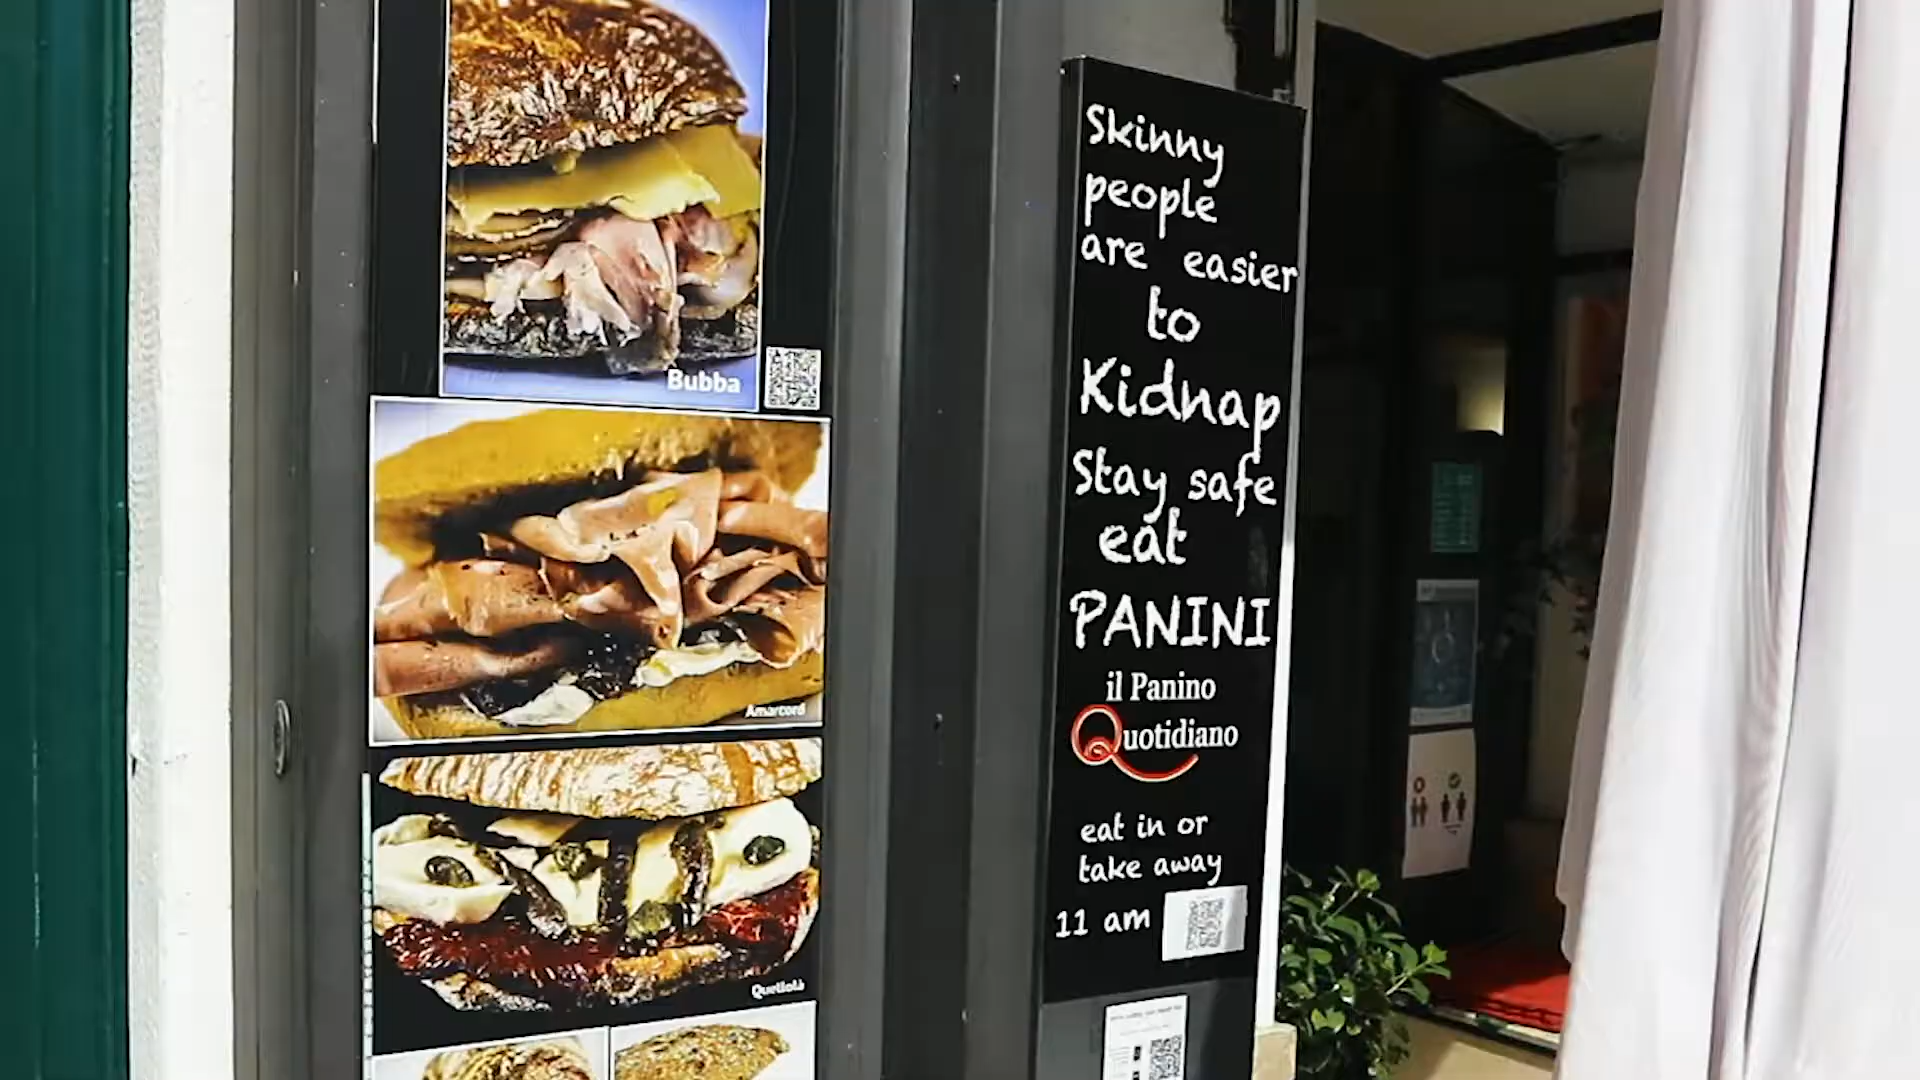 Bubba
Amarcord
Quellolà
Skinny
people
are easier
to
Kidnap
Stay safe
eat
PANINI
il Panino
Quotidiano
eat in or
take away
11 am